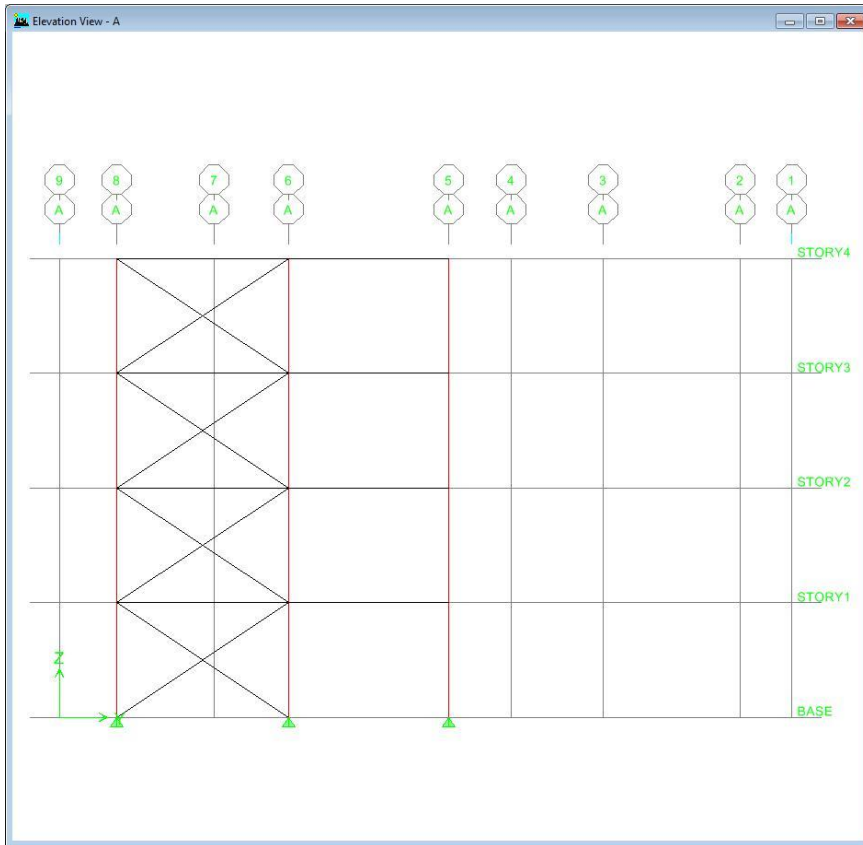 Elevation View - A
9 8 7 6 5 4 3 2 1
A A A A A A A A A
STORY4
STORY3
STORY2
STORY1
Z
BASE